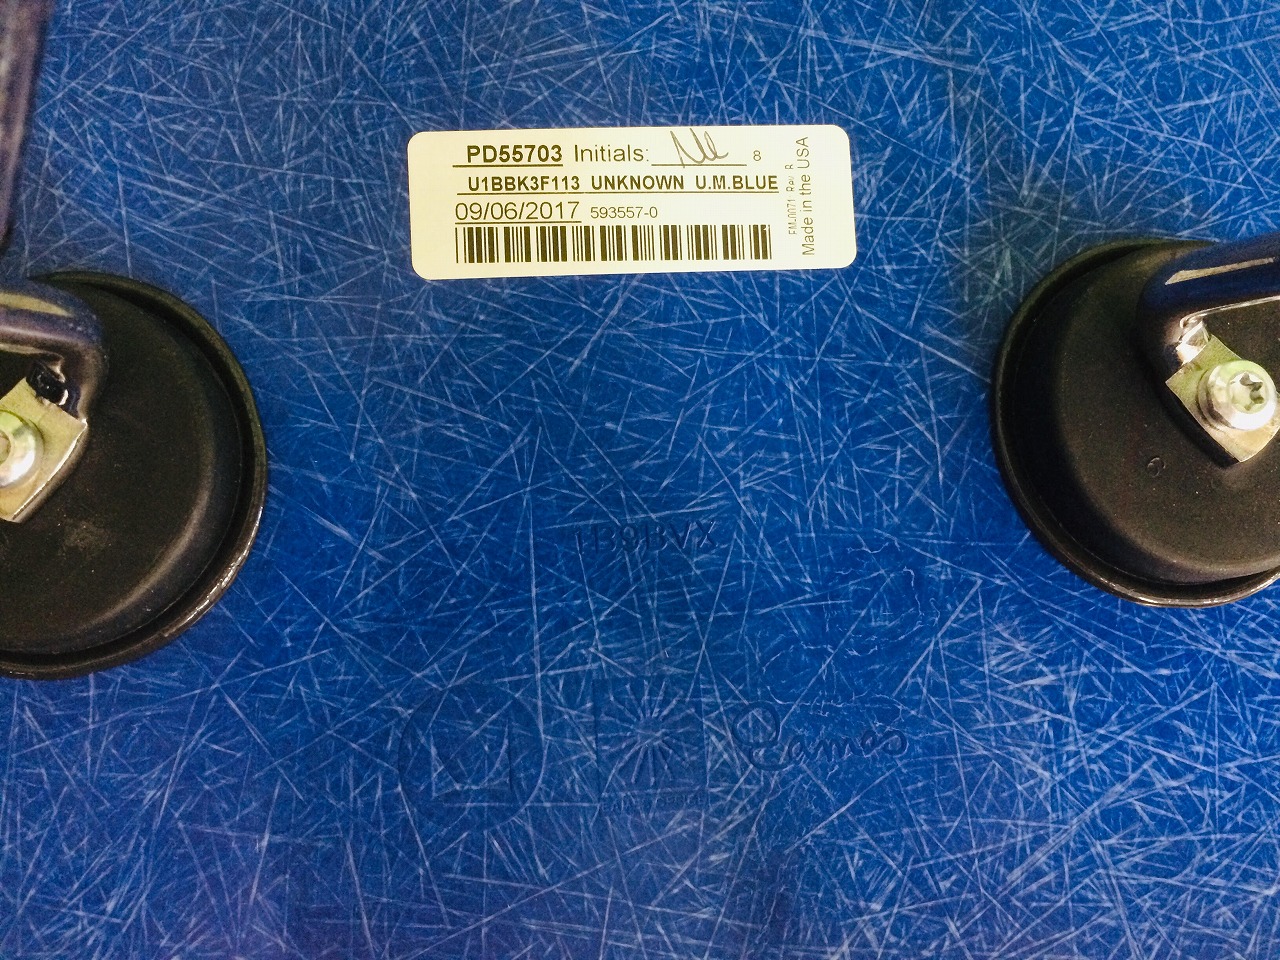 PD55703 Initials: 8
U1BBK3F113 UNKNOWN U.M.BLUE
09/06/2017 593557-0
FM-0071 Rev R
Made in the USA
6
Eames